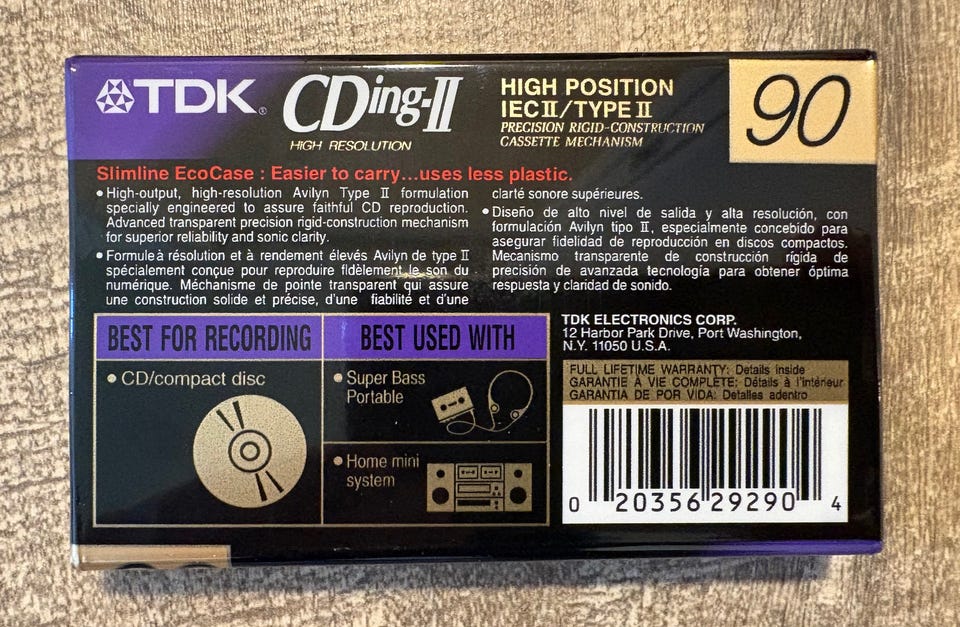 TDK®
CDing-II
HIGH RESOLUTION
HIGH POSITION
IEC II/TYPE II
PRECISION RIGID-CONSTRUCTION
CASSETTE MECHANISM
90
Slimline EcoCase : Easier to carry...uses less plastic.
• High-output, high-resolution Avilyn Type II formulation
specially engineered to assure faithful CD reproduction.
Advanced transparent precision rigid-construction mechanism
for superior reliability and sonic clarity.
• Formule à résolution et à rendement élevés Avilyn de type II
spécialement conçue pour reproduire fidèlement le son du
numérique. Méchanisme de pointe transparent qui assure
une construction solide et précise, d'une fiabilité et d'une
clarté sonore supérieures.
• Diseño de alto nivel de salida y alta resolución, con
formulación Avilyn tipo II, especialmente concebido para
asegurar fidelidad de reproducción en discos compactos.
Mecanismo transparente de construcción rígida de
precisión de avanzada tecnología para obtener óptima
respuesta y claridad de sonido.
BEST FOR RECORDING
• CD/compact disc
BEST USED WITH
• Super Bass
Portable
• Home mini
system
TDK ELECTRONICS CORP.
12 Harbor Park Drive, Port Washington,
N.Y. 11050 U.S.A.
FULL LIFETIME WARRANTY: Details inside
GARANTIE À VIE COMPLÈTE: Détails à l'intérieur
GARANTIA DE POR VIDA: Detalles adentro
0 20356 29290 4